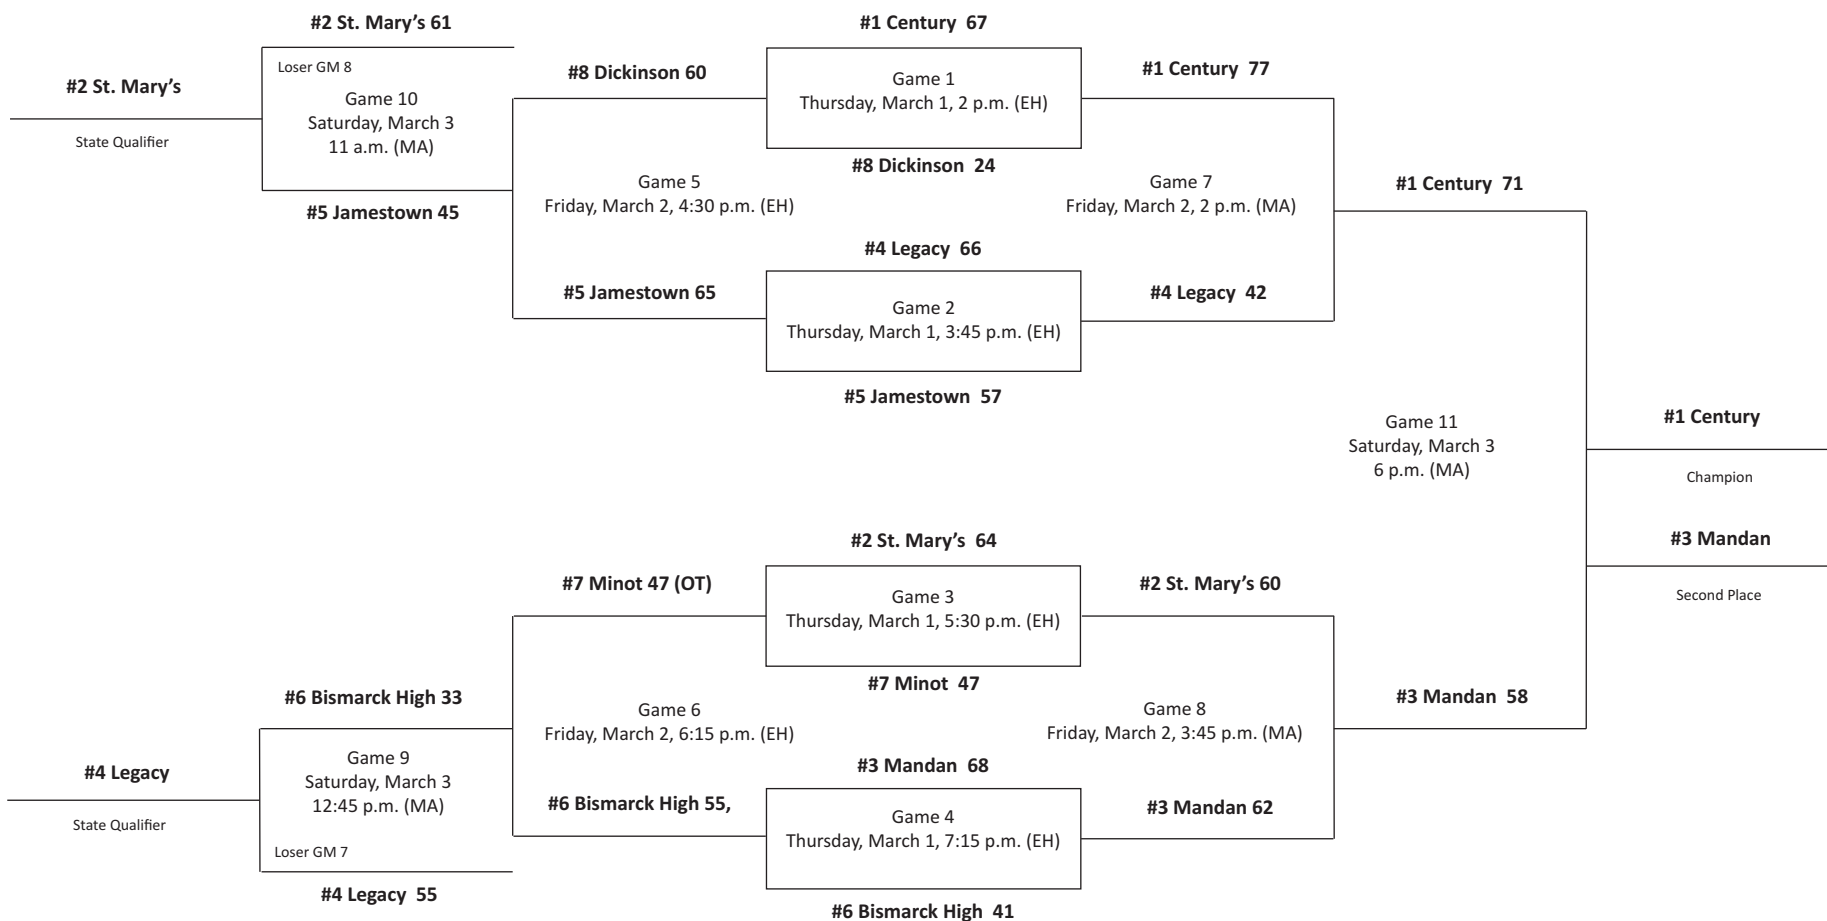 #2 St. Mary’s 61
#1 Century 67
Loser GM 8
#2 St. Mary’s
#8 Dickinson 60
#1 Century 77
Game 10
Saturday, March 3
11 a.m. (MA)
Game 1
Thursday, March 1, 2 p.m. (EH)
State Qualifier
#8 Dickinson 24
#5 Jamestown 45
Game 5
Friday, March 2, 4:30 p.m. (EH)
Game 7
Friday, March 2, 2 p.m. (MA)
#1 Century 71
#4 Legacy 66
#5 Jamestown 65
#4 Legacy 42
Game 2
Thursday, March 1, 3:45 p.m. (EH)
#5 Jamestown 57
Game 11
Saturday, March 3
6 p.m. (MA)
#1 Century
Champion
#3 Mandan
Second Place
#2 St. Mary’s 64
#7 Minot 47 (OT)
#2 St. Mary’s 60
Game 3
Thursday, March 1, 5:30 p.m. (EH)
#7 Minot 47
#6 Bismarck High 33
Game 6
Friday, March 2, 6:15 p.m. (EH)
Game 8
Friday, March 2, 3:45 p.m. (MA)
#3 Mandan 58
#4 Legacy
Game 9
Saturday, March 3
12:45 p.m. (MA)
#3 Mandan 68
State Qualifier
#6 Bismarck High 55,
#3 Mandan 62
Game 4
Thursday, March 1, 7:15 p.m. (EH)
Loser GM 7
#4 Legacy 55
#6 Bismarck High 41